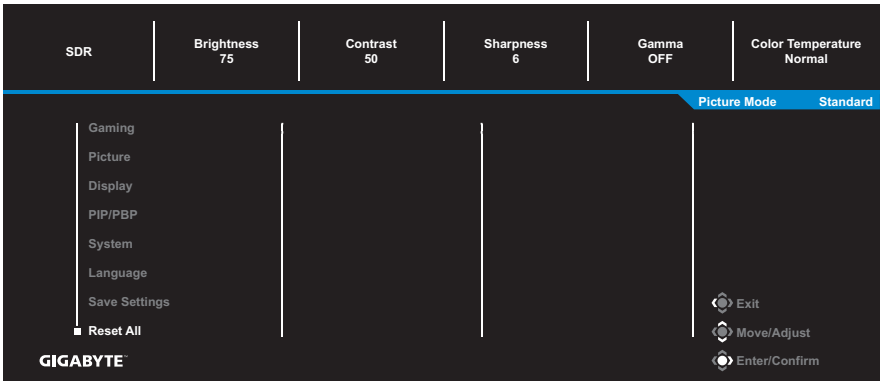 SDR
Brightness
75
Contrast
50
Sharpness
6
Gamma
OFF
Color Temperature
Normal
Picture Mode Standard
Gaming
Picture
Display
PIP/PBP
System
Language
Save Settings
Reset All
Exit
Move/Adjust
Enter/Confirm
GIGABYTE™